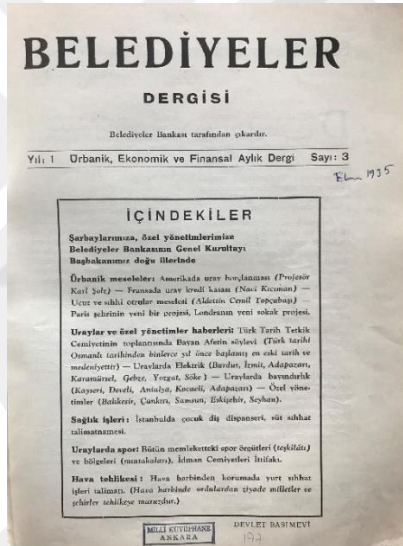 BELEDİYELER
DERGİSİ
Belediyeler Bankası tarafından çıkarılır.
Yıl: 1 Ürbanik, Ekonomik ve Finansal Aylık Dergi Sayı: 3
1935
İÇİNDEKİLER
Şarbaylarımıza, özel yönetimlerimize
Belediyeler Bankasının Genel Kurultayı
Başbakanımız doğu illerinde
Ürbanik meseleler: Amerikada uray borçlanması (Profesör
Karl Şolz) — Fransada uray kredi kasası (Naci Kıcıman) —
Ucuz ve sıhhi otrular meselesi (Aldettin Cemil Topçubaşı) —
Paris şehrinin yeni bir projesi, Londranın yeni sokak projesi.
Uraylar ve özel yönetimler haberleri: Türk Tarih Tetkik
Cemiyetinin toplantısında Bayan Afetin söylevi (Türk tarihi
Osmanlı tarihinden binlerce yıl önce başlamış en eski tarih ve
medeniyettir) — Uraylarda Elektrik (Burdur, İzmit, Adapazarı,
Karamürsel, Gebze, Yozgat, Söke) — Uraylarda bayındırlık
(Kayseri, Develi, Antalya, Kocaeli, Adapazarı) — Özel yöne-
timler (Balıkesir, Çankırı, Samsun, Eskişehir, Seyhan).
Sağlık işleri: İstanbulda çocuk diş dispanseri, süt sıhhat
talimatnamesi.
Uraylarda spor: Bütün memleketteki spor örgütleri (teşkilâtı)
ve bölgeleri (mıntakaları), İdman Cemiyetleri İttifakı.
Hava tehlikesi: Hava harbinden korumada yurt sıhhat
işleri talimatı. (Hava harbinde ordulardan ziyade milletler ve
şehirler tehlikeye maruzdur.)
DEVLET BASIMEVİ
MİLLİ KÜTÜPHANE
ANKARA